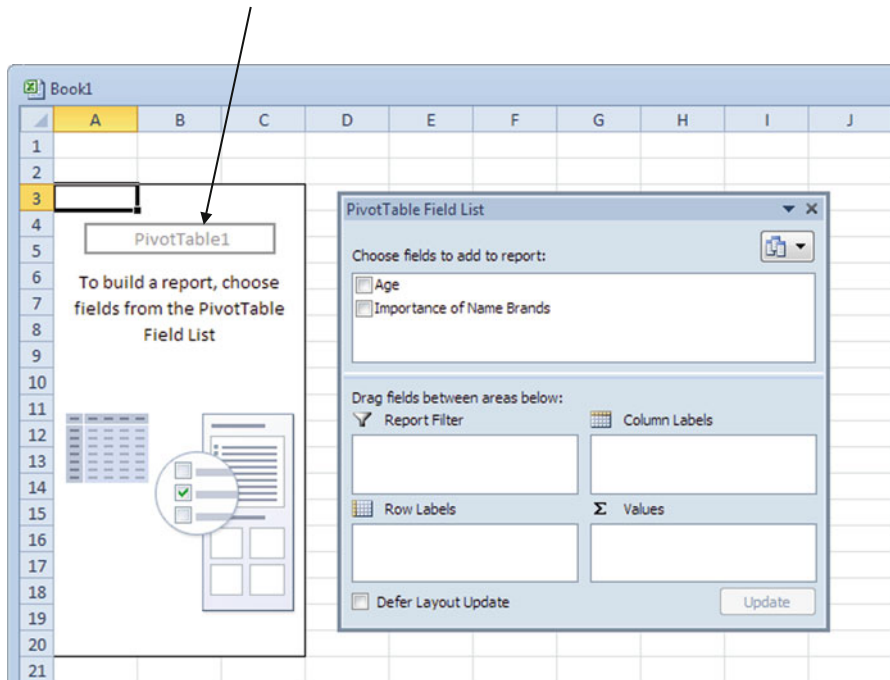 Book1
A B C D E F G H I J
1
2
3
4
5
6
7
8
9
10
11
12
13
14
15
16
17
18
19
20
21
PivotTable1
To build a report, choose
fields from the PivotTable
Field List
PivotTable Field List
Choose fields to add to report:
Age
Importance of Name Brands
Drag fields between areas below:
Report Filter
Column Labels
Row Labels
Σ Values
Defer Layout Update
Update